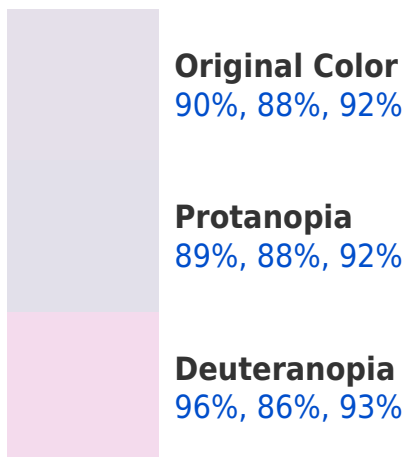 Original Color
90%, 88%, 92%
Protanopia
89%, 88%, 92%
Deuteranopia
96%, 86%, 93%